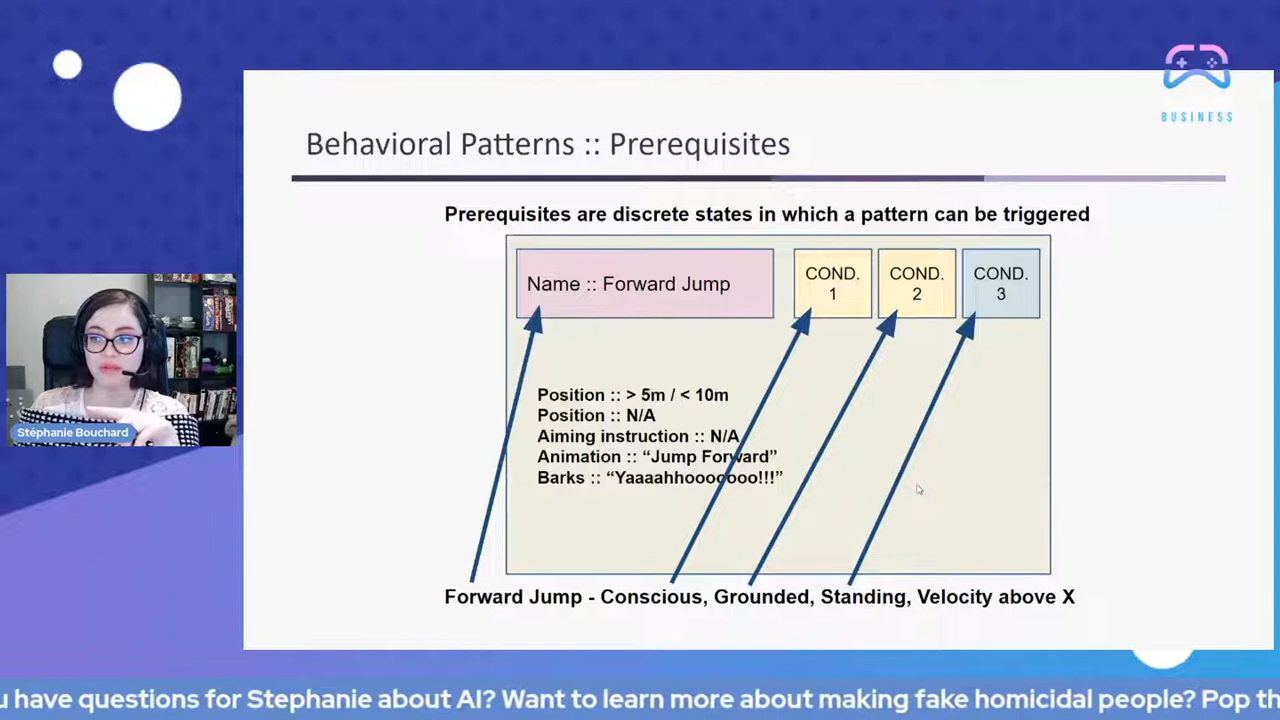 BUSINESS
Behavioral Patterns :: Prerequisites
Prerequisites are discrete states in which a pattern can be triggered
Name :: Forward Jump
COND.
1
COND.
2
COND.
3
Position :: > 5m / < 10m
Position :: N/A
Aiming instruction :: N/A
Animation :: “Jump Forward”
Barks :: “Yaaaahhooooooo!!!”
Forward Jump - Conscious, Grounded, Standing, Velocity above X
Stéphanie Bouchard
u have questions for Stephanie about AI? Want to learn more about making fake homicidal people? Pop th